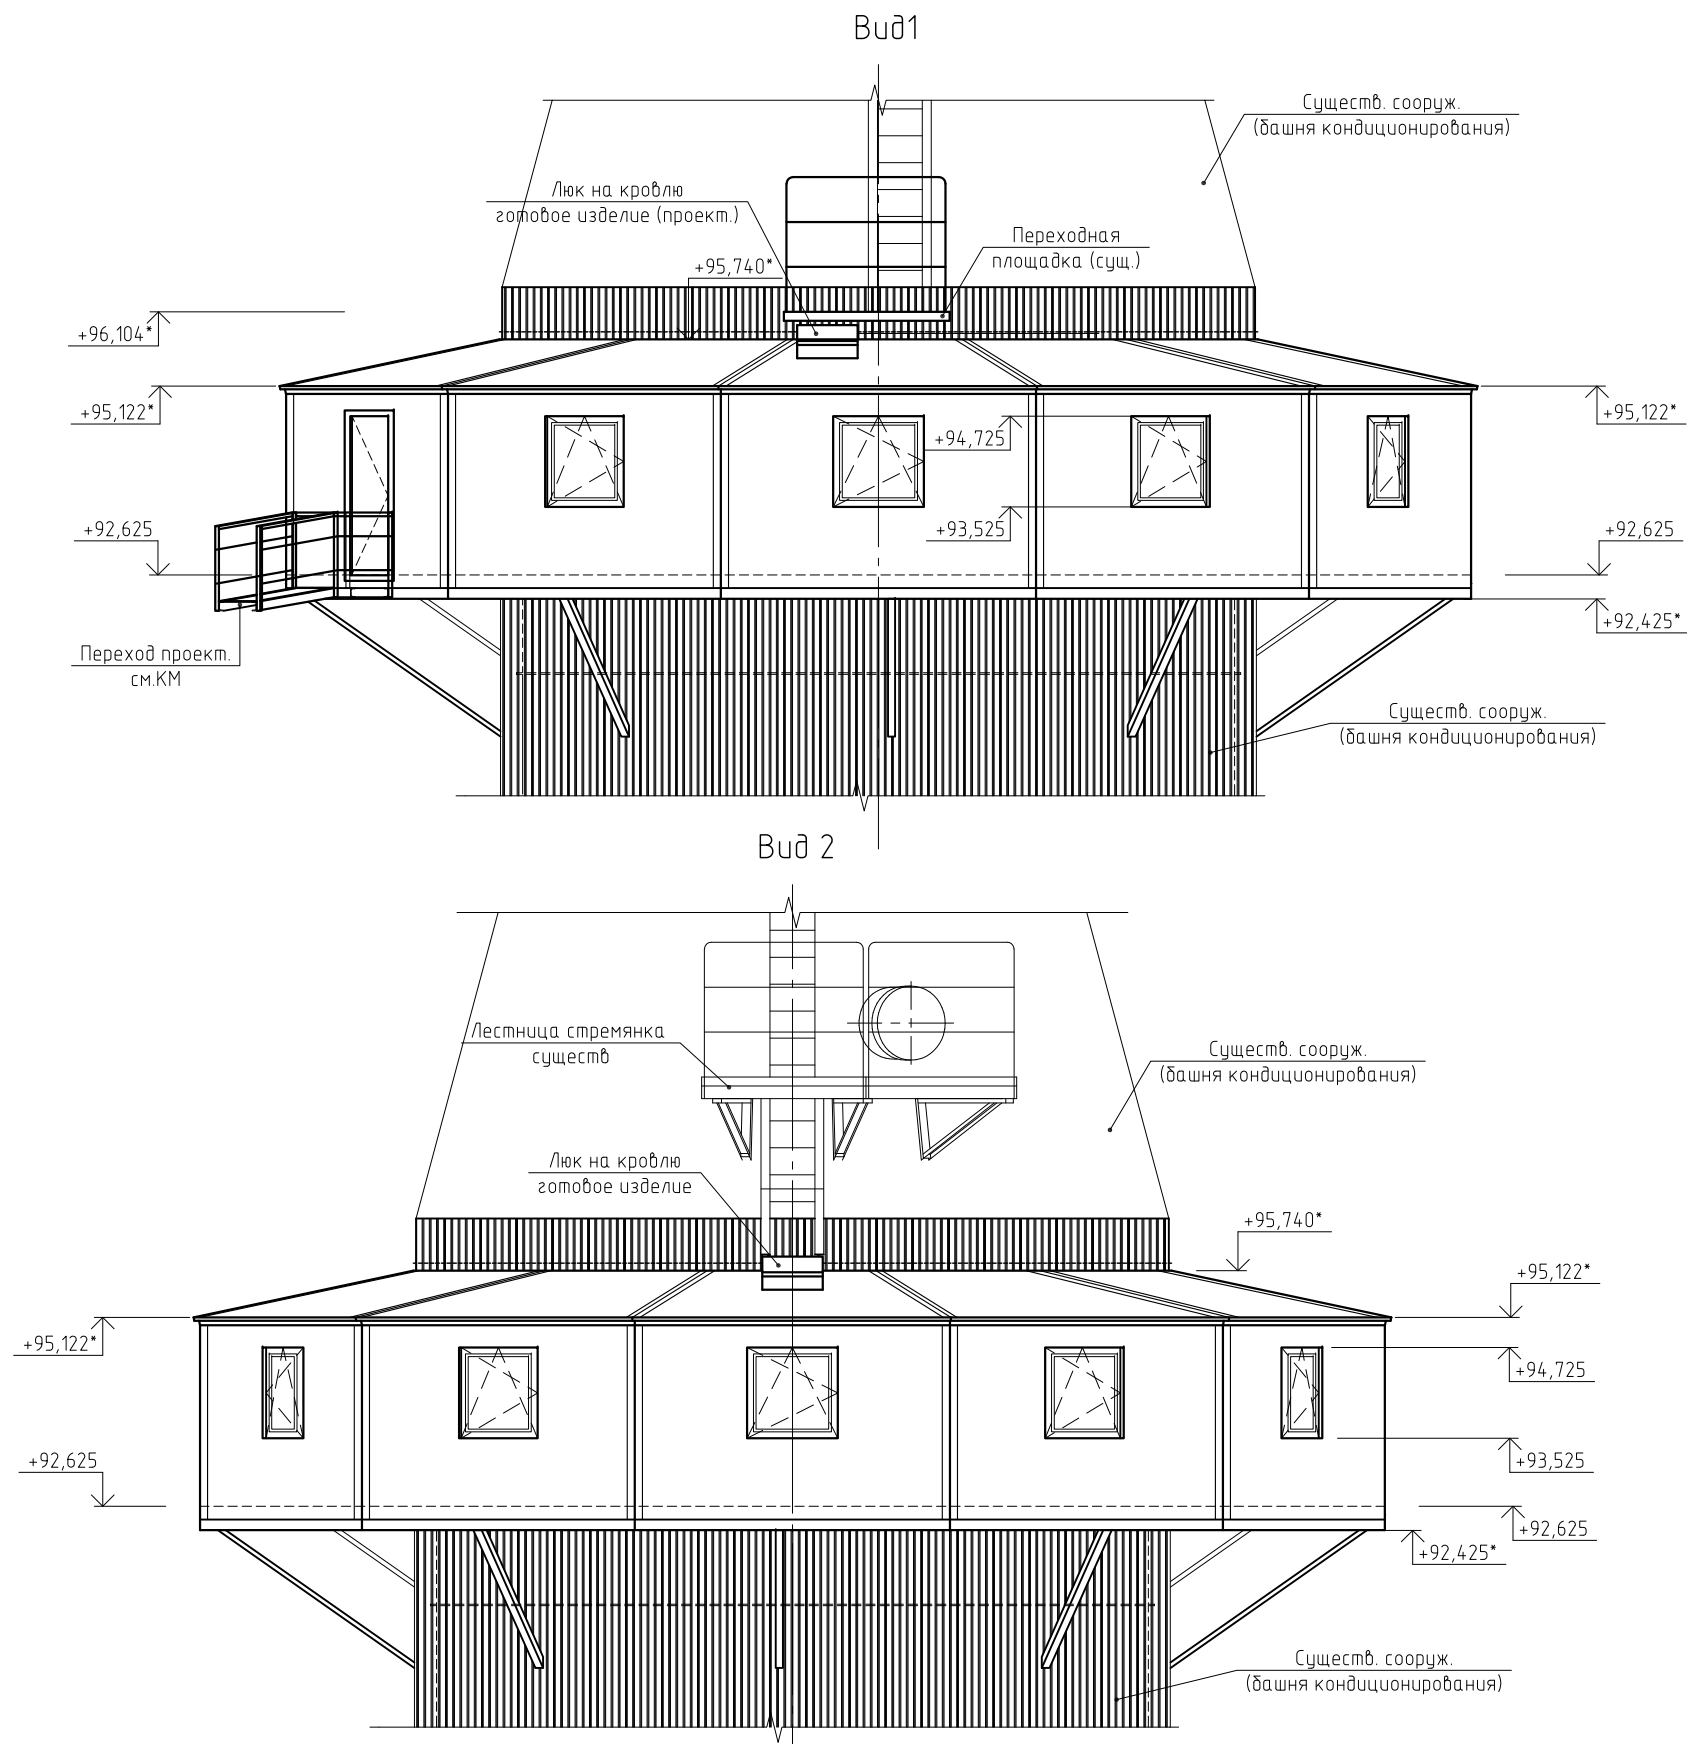 Вид1
Существ. сооруж.
(башня кондиционирования)
Люк на кровлю
готовое изделие (проект.)
Переходная
площадка (сущ.)
+95,740*
+96,104*
+95,122*
+95,122*
+94,725
+93,525
+92,625
+92,625
+92,425*
Переход проект.
см.КМ
Существ. сооруж.
(башня кондиционирования)
Вид 2
Лестница стремянка
существ
Существ. сооруж.
(башня кондиционирования)
Люк на кровлю
готовое изделие
+95,740*
+95,122*
+95,122*
+94,725
+92,625
+93,525
+92,625
+92,425*
Существ. сооруж.
(башня кондиционирования)